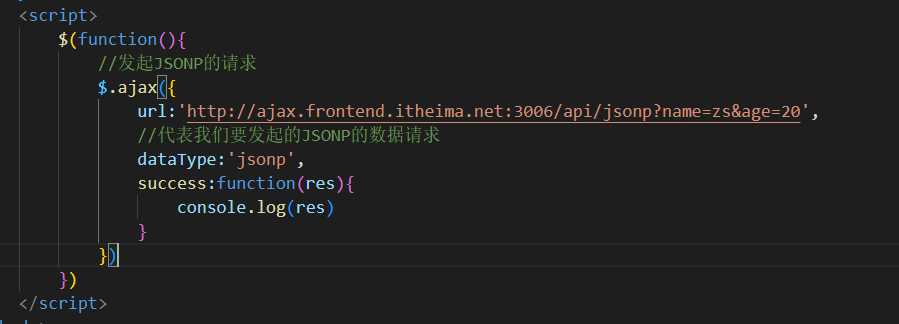 <script>
$(function(){
//发起JSONP的请求
$.ajax({
url:'http://ajax.frontend.itheima.net:3006/api/jsonp?name=zs&age=20',
//代表我们要发起的JSONP的数据请求
dataType:'jsonp',
success:function(res){
console.log(res)
}
})
})
</script>